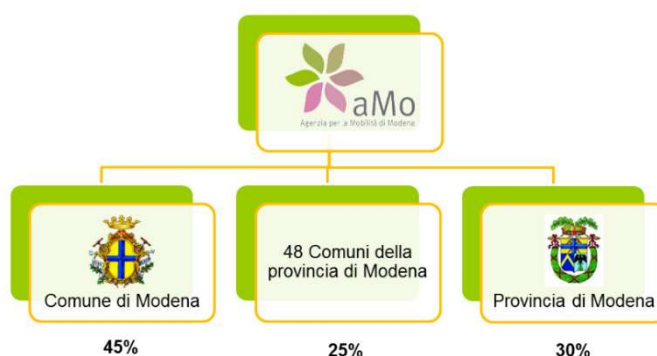 aMo
Agenzia per la Mobilità di Modena
Comune di Modena
48 Comuni della
provincia di Modena
Provincia di Modena
45%
25%
30%